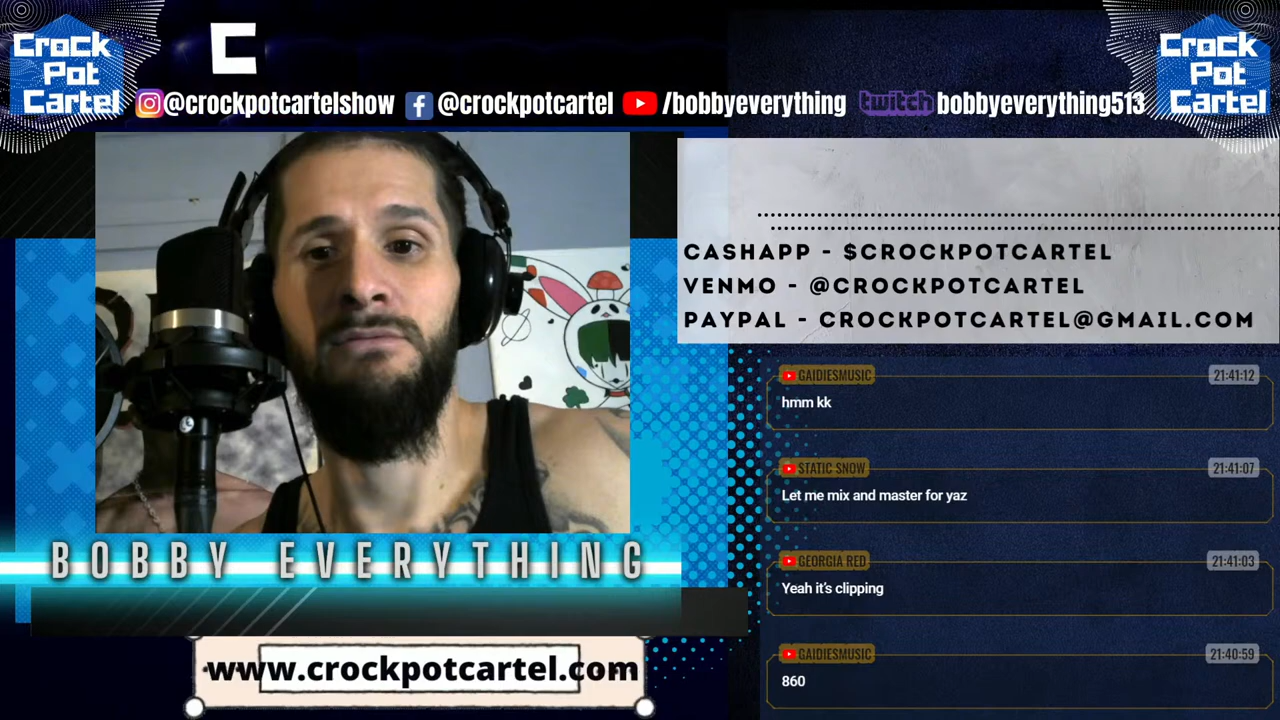 Crock
Pot
Cartel
C
@crockpotcartelshow
@crockpotcartel
/bobbyeverything
twitch bobbyeverything513
Crock
Pot
Cartel
CASHAPP - $CROCKPOTCARTEL
VENMO - @CROCKPOTCARTEL
PAYPAL - CROCKPOTCARTEL@GMAIL.COM
GAIDIESMUSIC 21:41:12
hmm kk
STATIC SNOW 21:41:07
Let me mix and master for yaz
GEORGIA RED 21:41:03
Yeah it's clipping
GAIDIESMUSIC 21:40:59
860
BOBBY EVERYTHING
www.crockpotcartel.com